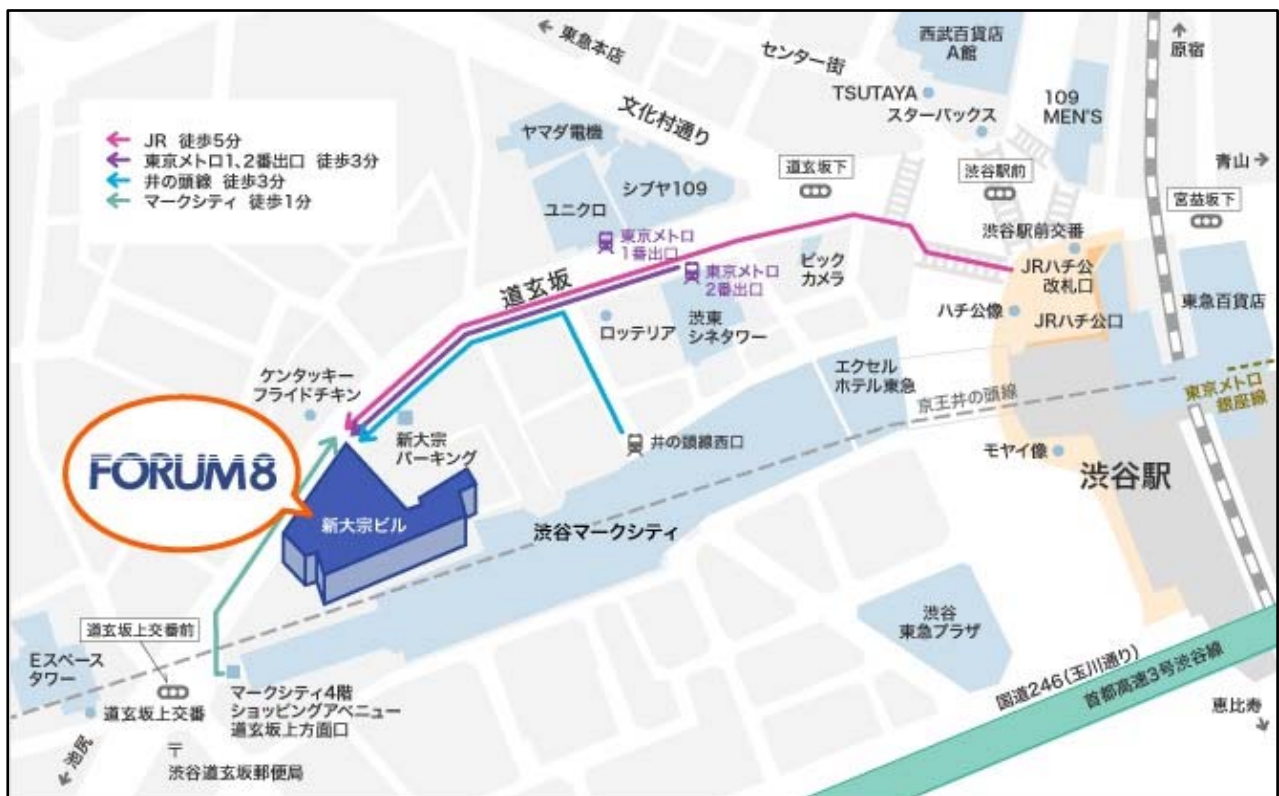 JR 徒歩5分
東京メトロ1、2番出口 徒歩3分
井の頭線 徒歩3分
マークシティ 徒歩1分
東急本店
センター街
西武百貨店
A館
原宿
TSUTAYA
スターバックス
109
MEN'S
文化村通り
ヤマダ電機
道玄坂下
渋谷駅前
青山
シブヤ109
宮益坂下
ユニクロ
渋谷駅前交番
東京メトロ
1番出口
ビック
カメラ
JRハチ公
改札口
東京メトロ
2番出口
道玄坂
ハチ公像
JRハチ公口
東急百貨店
ロッテリア
渋東
シネタワー
エクセル
ホテル東急
京王井の頭線
東京メトロ
銀座線
ケンタッキー
フライドチキン
新大宗
パーキング
井の頭線西口
モヤイ像
渋谷駅
FORUM8
新大宗ビル
渋谷マークシティ
道玄坂上交番前
渋谷
東急プラザ
Eスペース
タワー
マークシティ4階
ショッピングアベニュー
道玄坂上方面口
道玄坂上交番
国道246(玉川通り)
首都高速3号渋谷線
恵比寿
池尻
〒
渋谷道玄坂郵便局